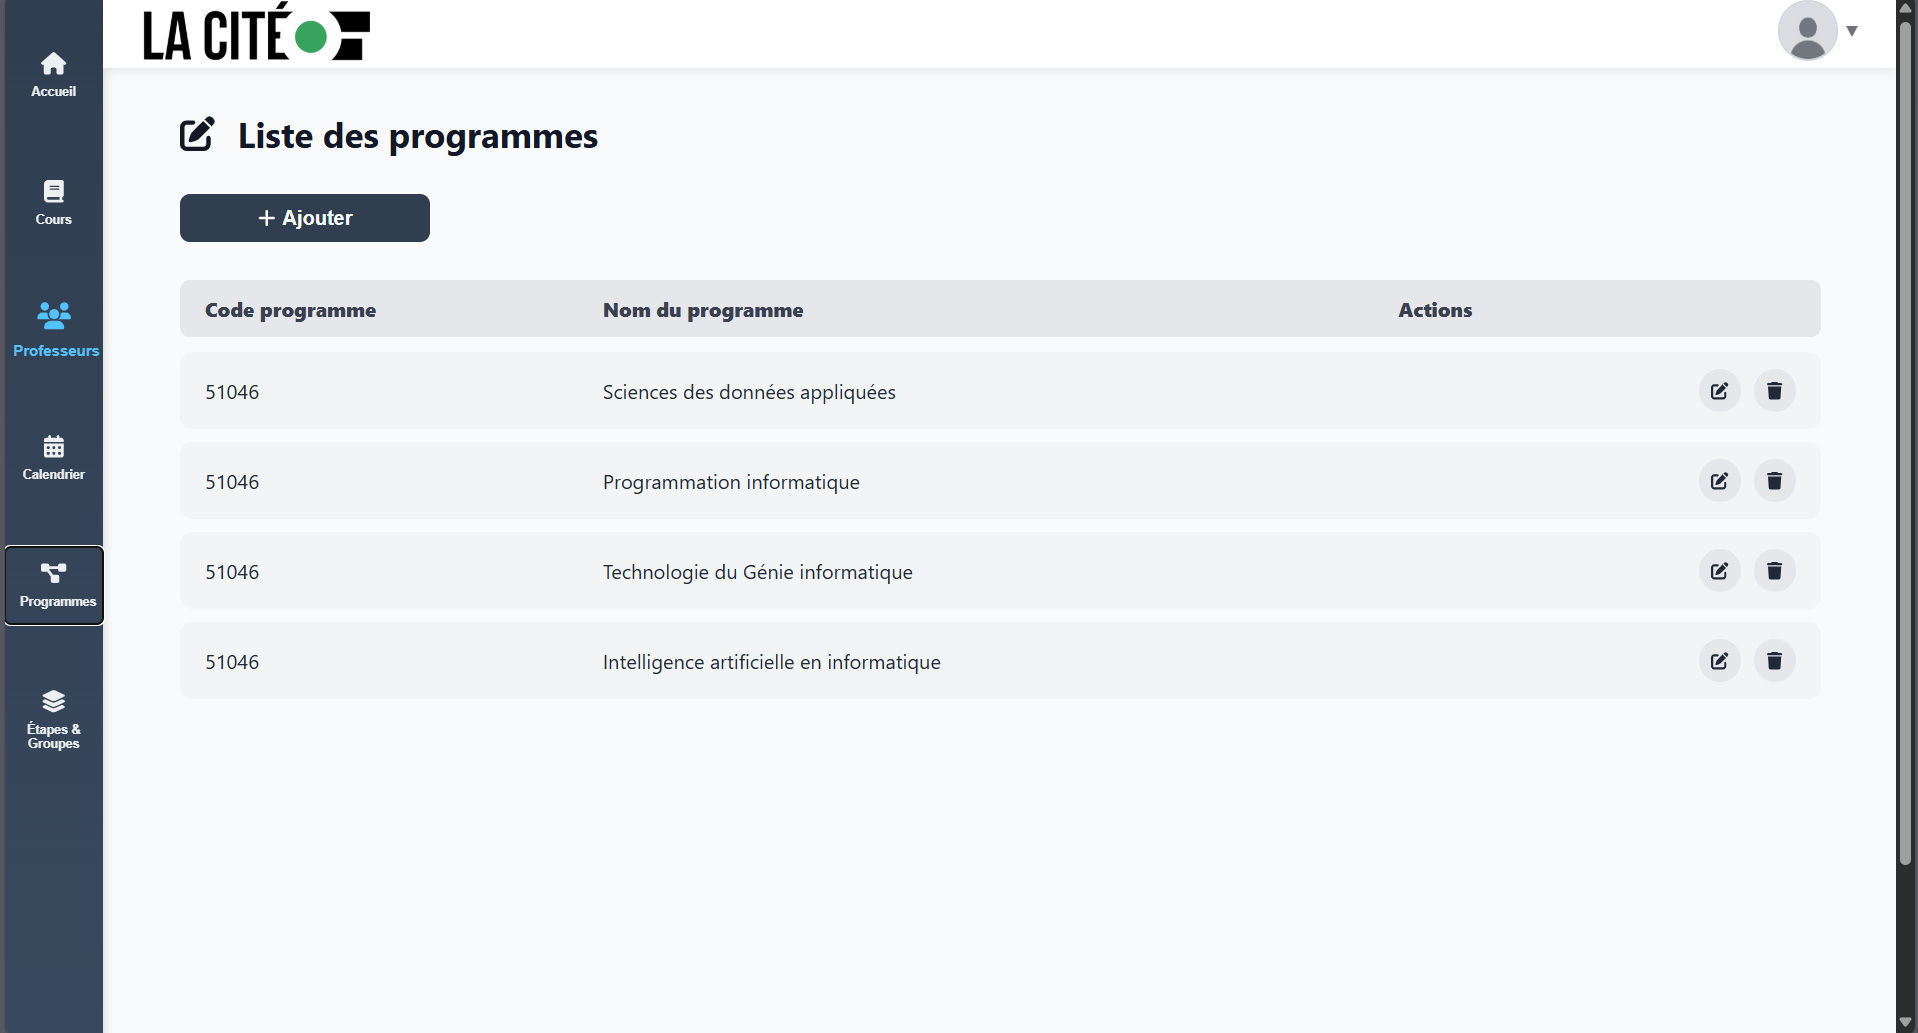 LA CITÉ
Accueil
Cours
Professeurs
Calendrier
Programmes
Étapes &
Groupes
Liste des programmes
+ Ajouter
Code programme Nom du programme Actions
51046 Sciences des données appliquées
51046 Programmation informatique
51046 Technologie du Génie informatique
51046 Intelligence artificielle en informatique